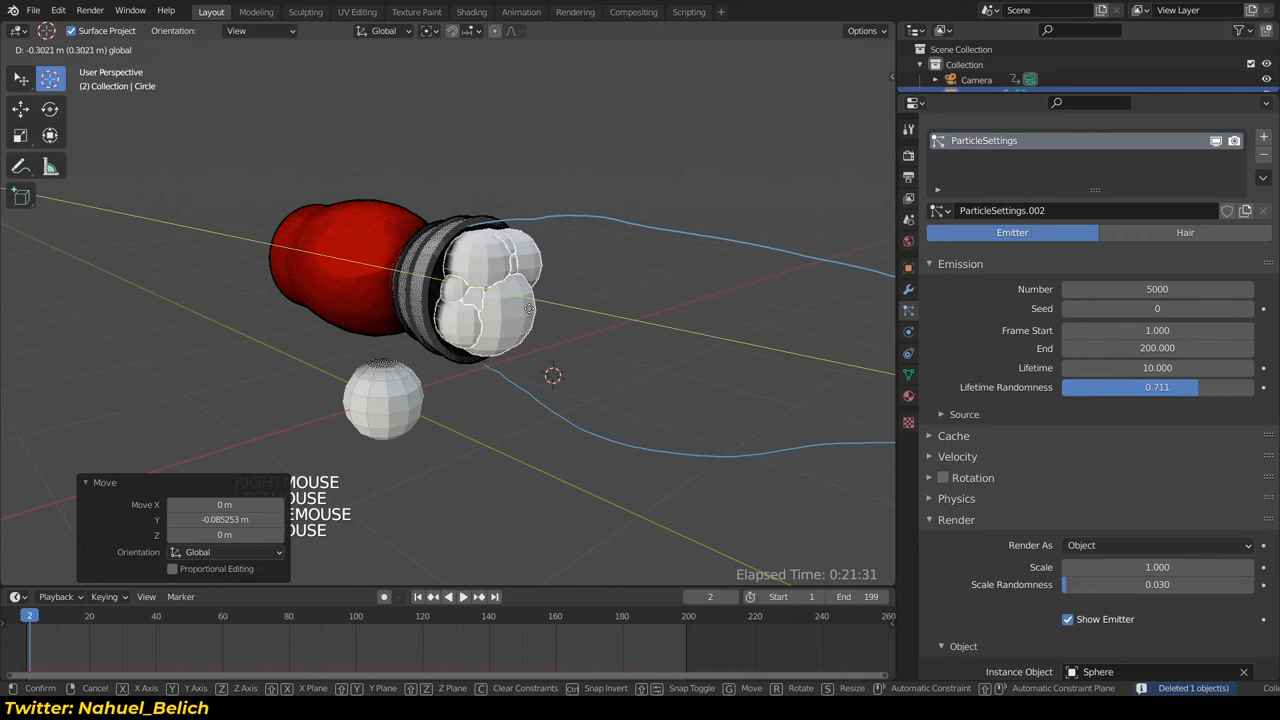 File Edit Render Window Help Layout Modeling Sculpting UV Editing Texture Paint Shading Animation Rendering Compositing Scripting + Scene View Layer
Surface Project Orientation: View Global Options
D: -0.3021 m (0.3021 m) global
User Perspective
(2) Collection | Circle
Scene Collection
Collection
Camera
ParticleSettings
ParticleSettings.002
Emitter Hair
Emission
Number 5000
Seed 0
Frame Start 1.000
End 200.000
Lifetime 10.000
Lifetime Randomness 0.711
Source
Cache
Velocity
Rotation
Physics
Render
Render As Object
Scale 1.000
Scale Randomness 0.030
Show Emitter
Object
Instance Object Sphere
Move
Move X 0 m
Y -0.085253 m
Z 0 m
Orientation Global
Proportional Editing
Elapsed Time: 0:21:31
Playback Keying View Marker 2 Start 1 End 199
2 20 40 60 80 100 120 140 160 180 200 220 240 260
Confirm Cancel X X Axis Y Y Axis Z Z Axis X X Plane Y Y Plane Z Z Plane C Clear Constraints Snap Invert Snap Toggle G Move R Rotate S Resize Automatic Constraint Automatic Constraint Plane Deleted 1 object(s)
Twitter: Nahuel_Belich